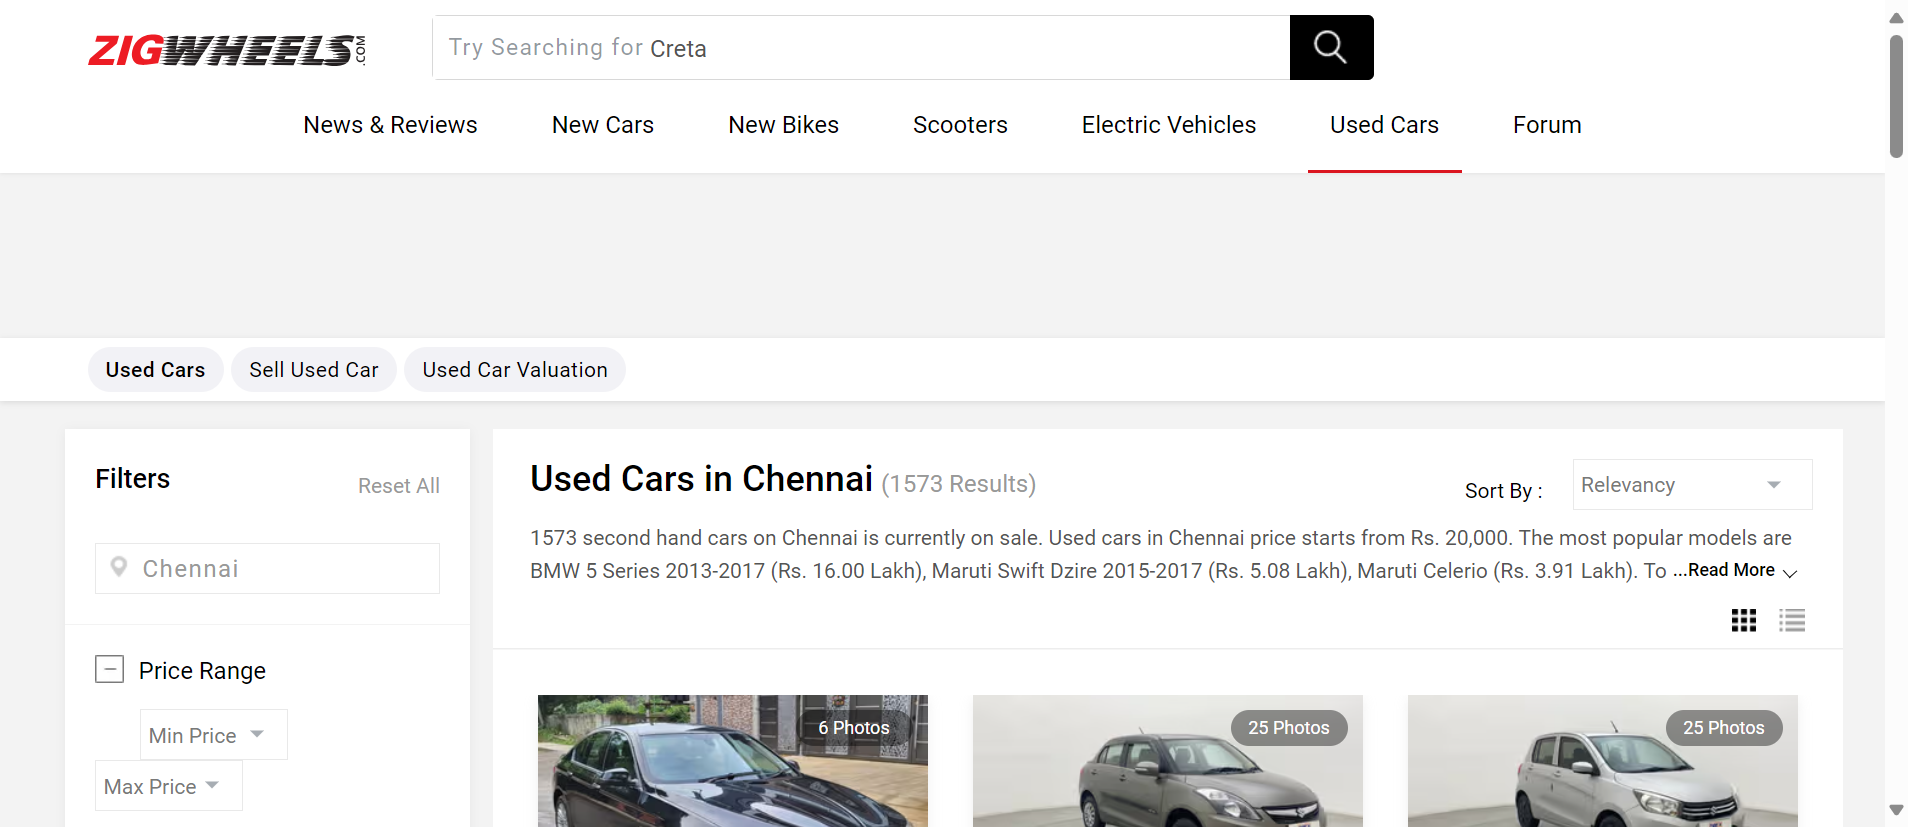 ZIGWHEELS.COM
Try Searching for Creta
News & Reviews New Cars New Bikes Scooters Electric Vehicles Used Cars Forum
Used Cars Sell Used Car Used Car Valuation
Filters
Reset All
Chennai
Price Range
Min Price
Max Price
Used Cars in Chennai (1573 Results)
Sort By :
Relevancy
1573 second hand cars on Chennai is currently on sale. Used cars in Chennai price starts from Rs. 20,000. The most popular models are
BMW 5 Series 2013-2017 (Rs. 16.00 Lakh), Maruti Swift Dzire 2015-2017 (Rs. 5.08 Lakh), Maruti Celerio (Rs. 3.91 Lakh). To ...Read More
6 Photos
25 Photos
25 Photos